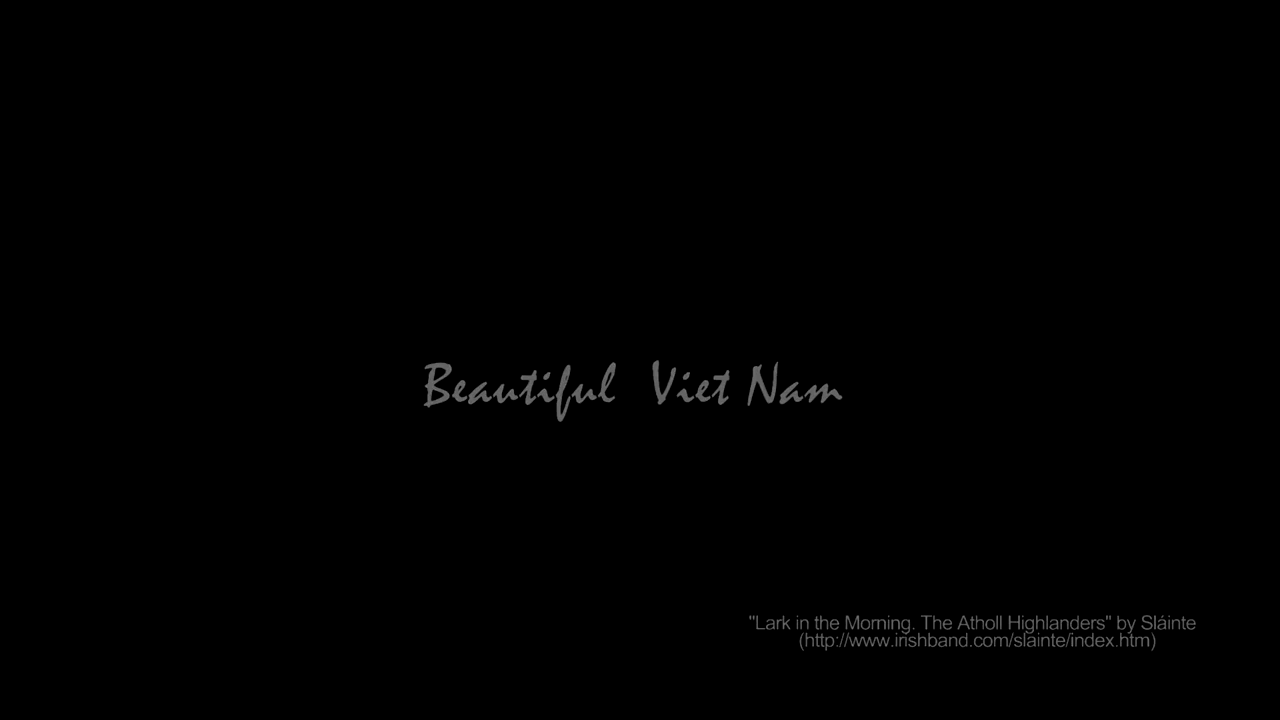 Beautiful Viet Nam
"Lark in the Morning. The Atholl Highlanders" by Sláinte
(http://www.irishband.com/slainte/index.htm)